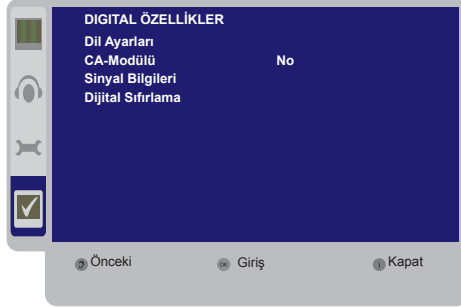 DIGITAL ÖZELLİKLER
Dil Ayarları
CA-Modülü No
Sinyal Bilgileri
Dijital Sıfırlama
Önceki OK Giriş i Kapat